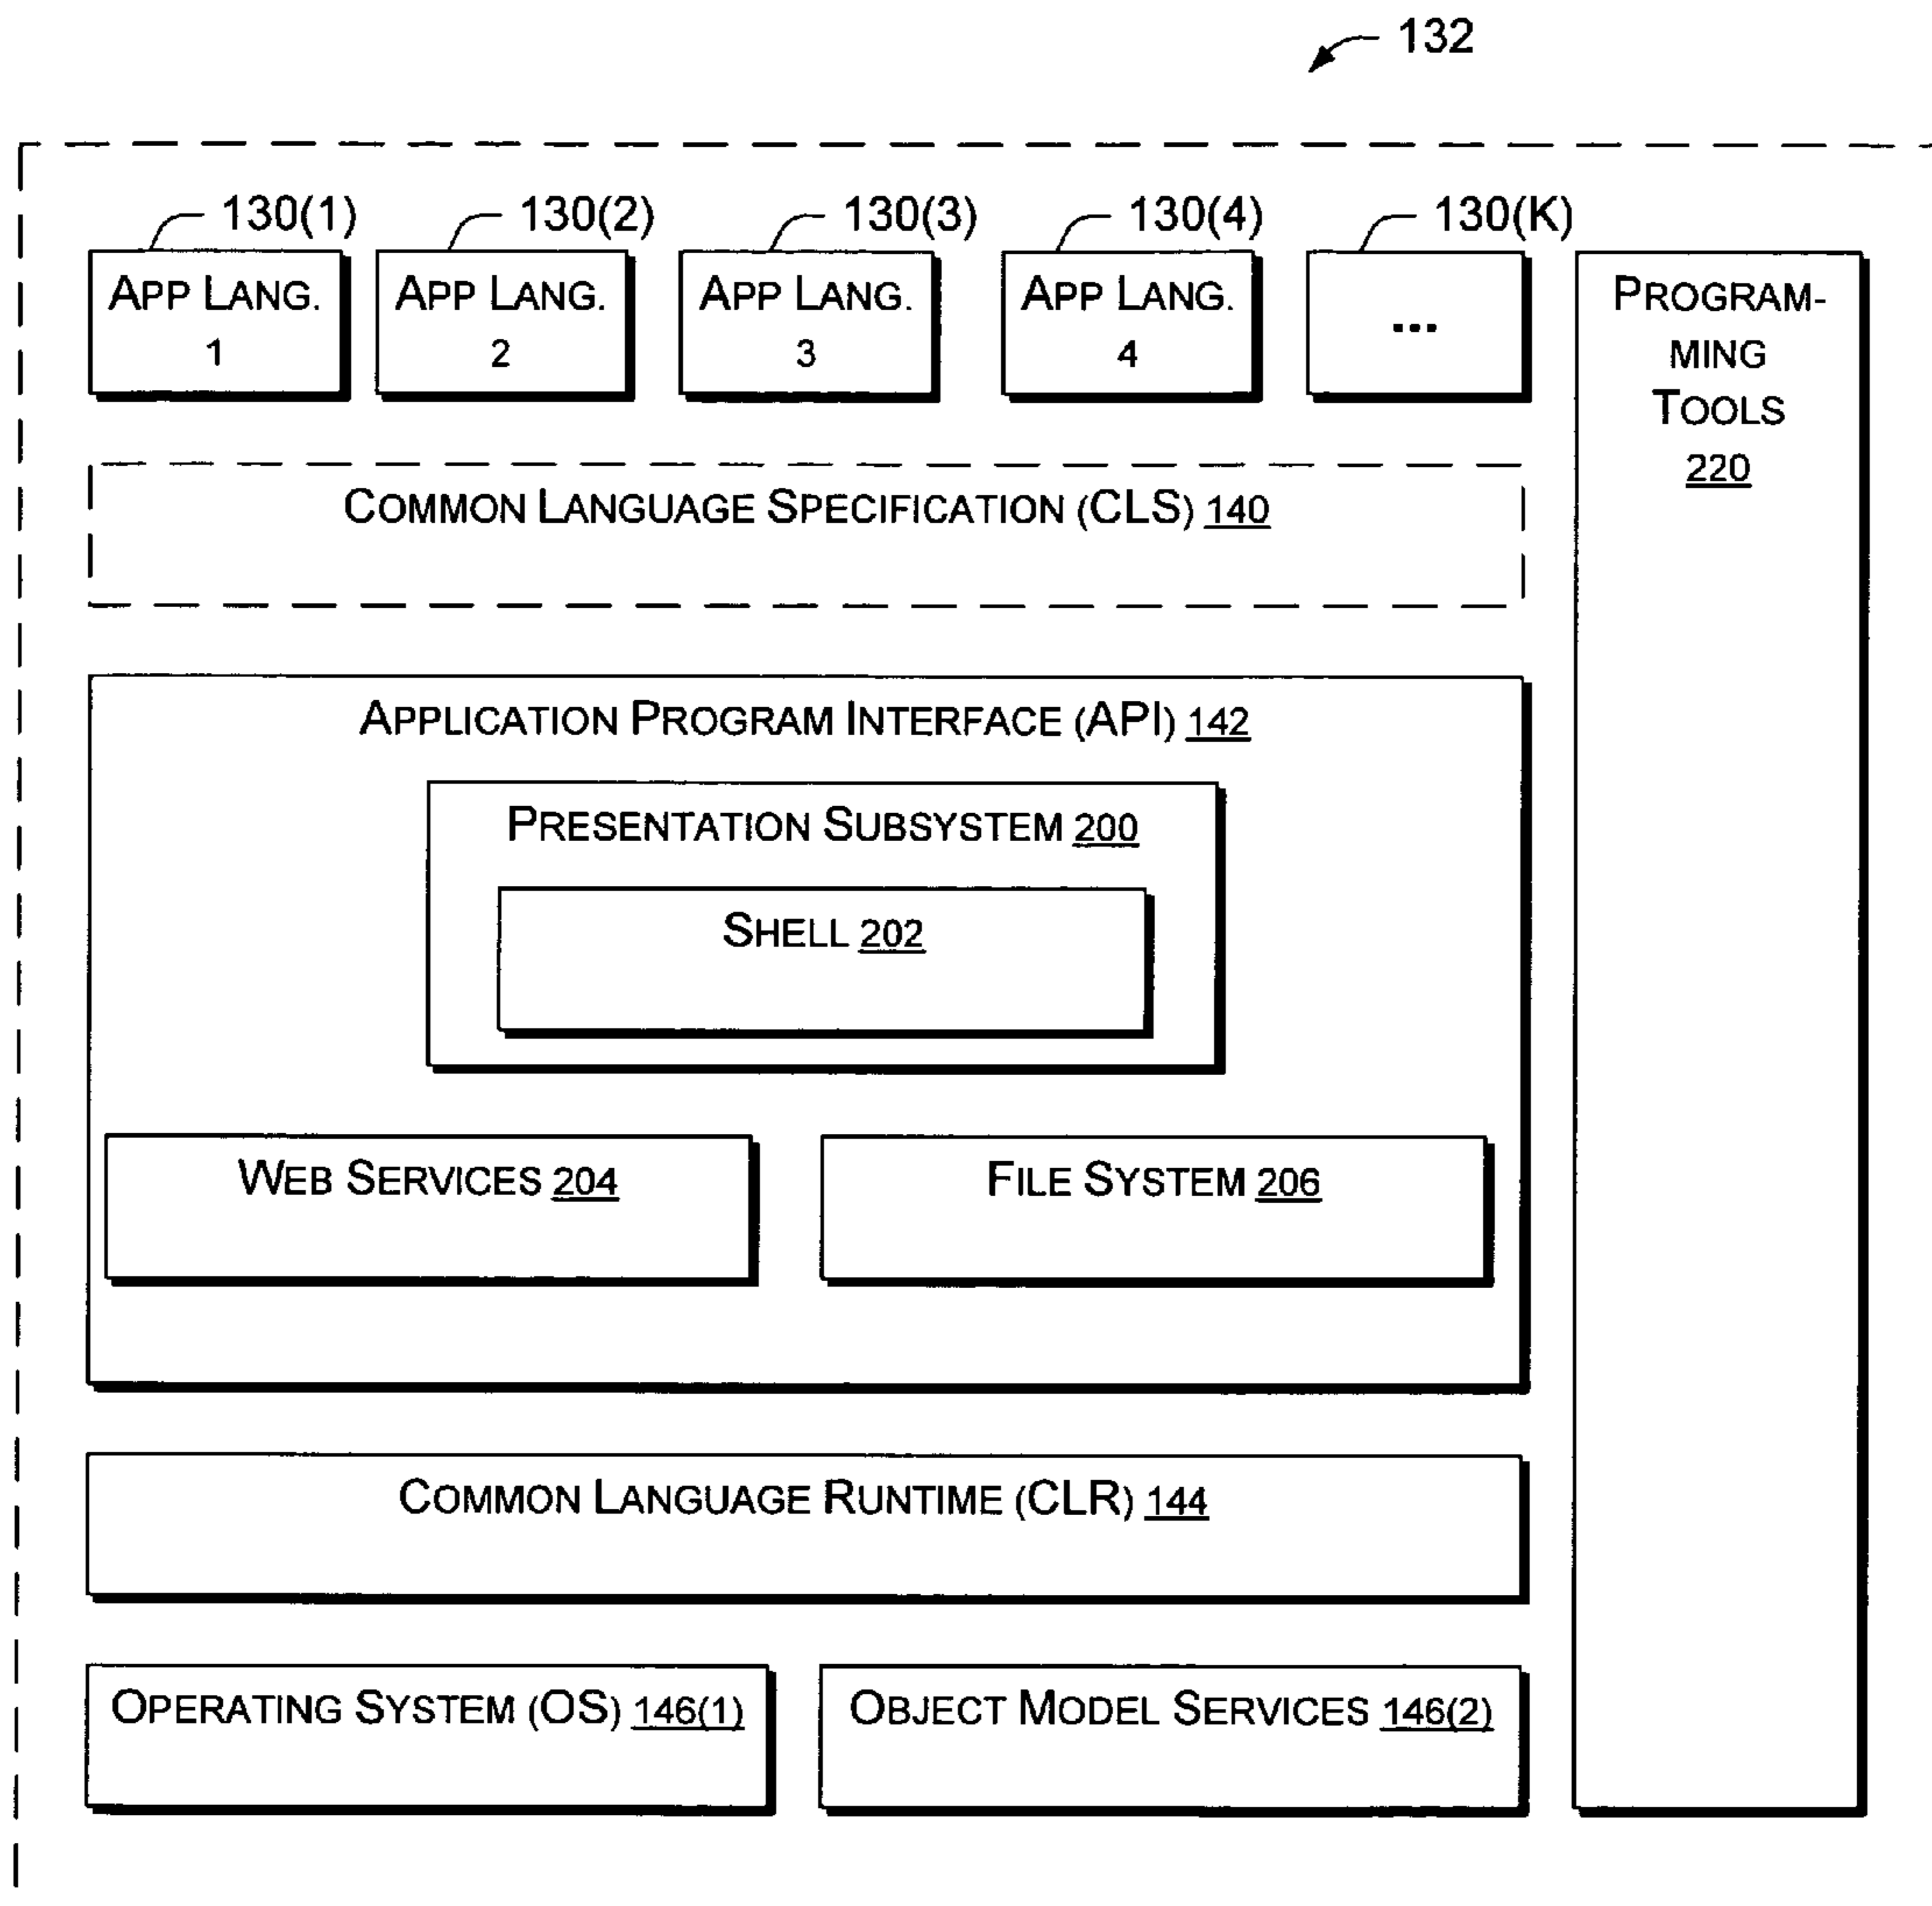 132
130(1) 130(2) 130(3) 130(4) 130(K)
APP LANG.
1
APP LANG.
2
APP LANG.
3
APP LANG.
4
...
PROGRAM-
MING
TOOLS
220
COMMON LANGUAGE SPECIFICATION (CLS) 140
APPLICATION PROGRAM INTERFACE (API) 142
PRESENTATION SUBSYSTEM 200
SHELL 202
WEB SERVICES 204
FILE SYSTEM 206
COMMON LANGUAGE RUNTIME (CLR) 144
OPERATING SYSTEM (OS) 146(1)
OBJECT MODEL SERVICES 146(2)